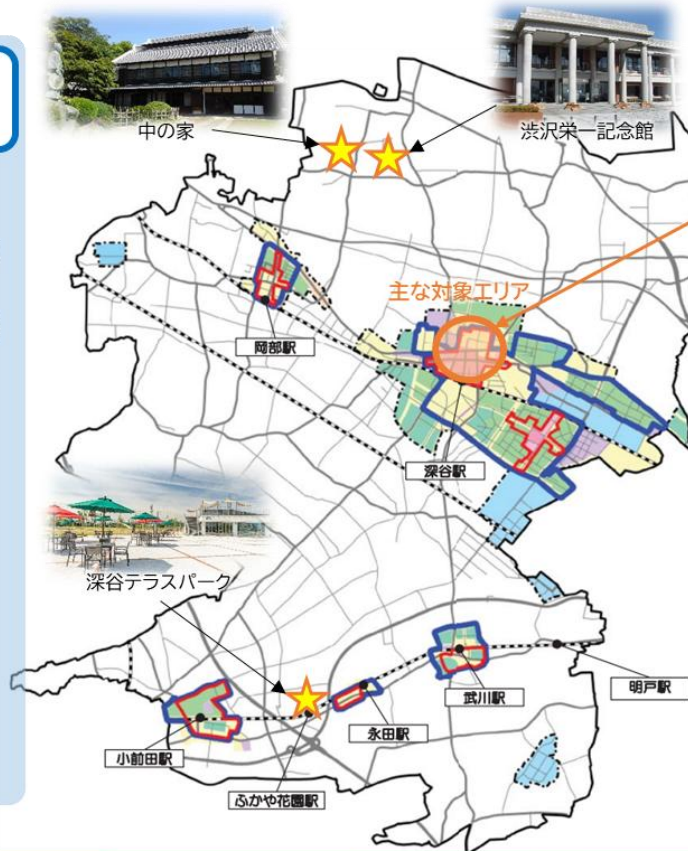 中の家
渋沢栄一記念館
主な対象エリア
岡部駅
深谷駅
深谷テラスパーク
明戸駅
武川駅
永田駅
小前田駅
ふかや花園駅